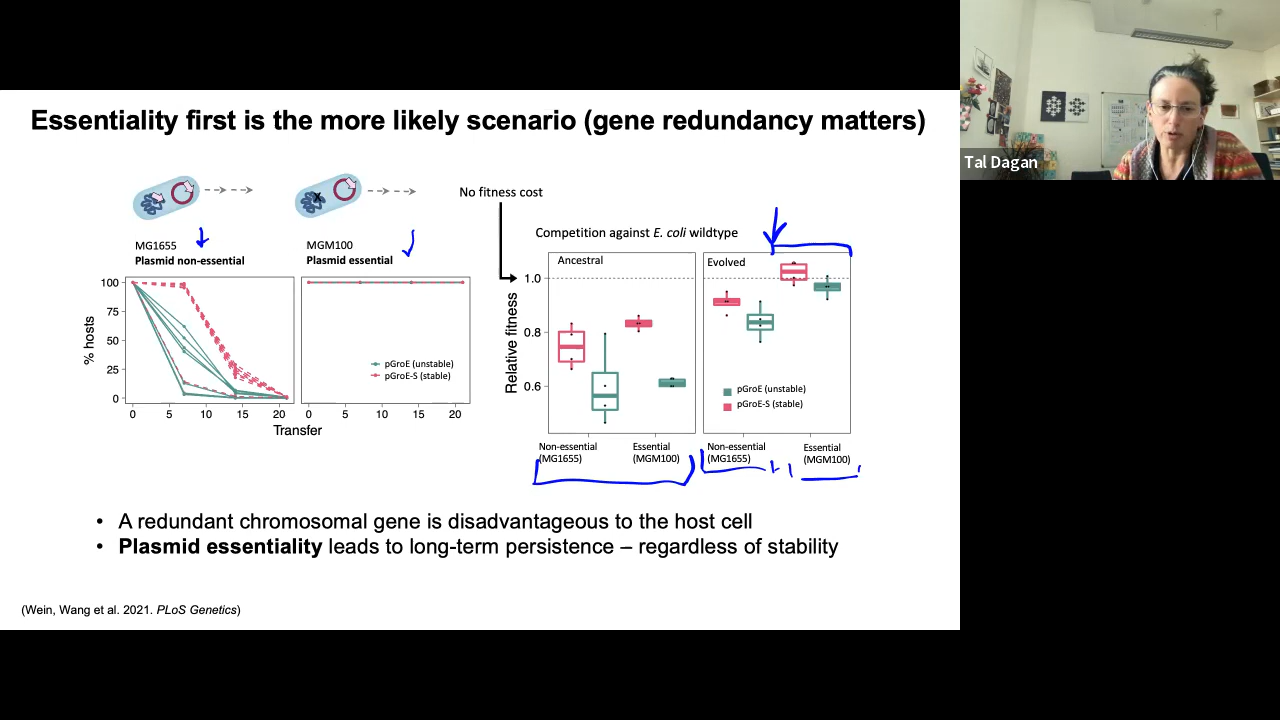 Essentiality first is the more likely scenario (gene redundancy matters)
Tal Dagan
X
No fitness cost
MG1655
Plasmid non-essential
MGM100
Plasmid essential
Competition against E. coli wildtype
Ancestral
Evolved
100
75
50
25
0
% hosts
pGroE (unstable)
pGroE-S (stable)
0
5
10
15
20
0
5
10
15
20
Transfer
1.0
0.8
0.6
Relative fitness
pGroE (unstable)
pGroE-S (stable)
Non-essential
(MG1655)
Essential
(MGM100)
Non-essential
(MG1655)
Essential
(MGM100)
• A redundant chromosomal gene is disadvantageous to the host cell
• Plasmid essentiality leads to long-term persistence – regardless of stability
(Wein, Wang et al. 2021. PLoS Genetics)